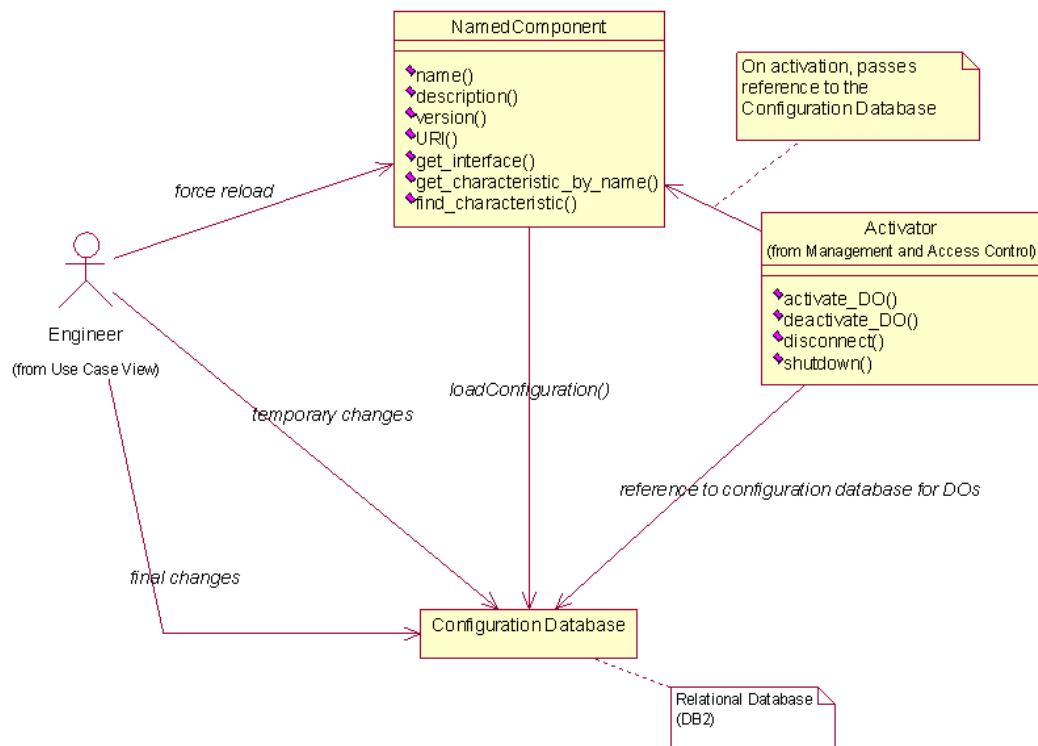 NamedComponent
name()
description()
version()
URI()
get_interface()
get_characteristic_by_name()
find_characteristic()
On activation, passes
reference to the
Configuration Database
force reload
Activator
(from Management and Access Control)
activate_DO()
deactivate_DO()
disconnect()
shutdown()
Engineer
(from Use Case View)
loadConfiguration()
temporary changes
reference to configuration database for DOs
final changes
Configuration Database
Relational Database
(DB2)